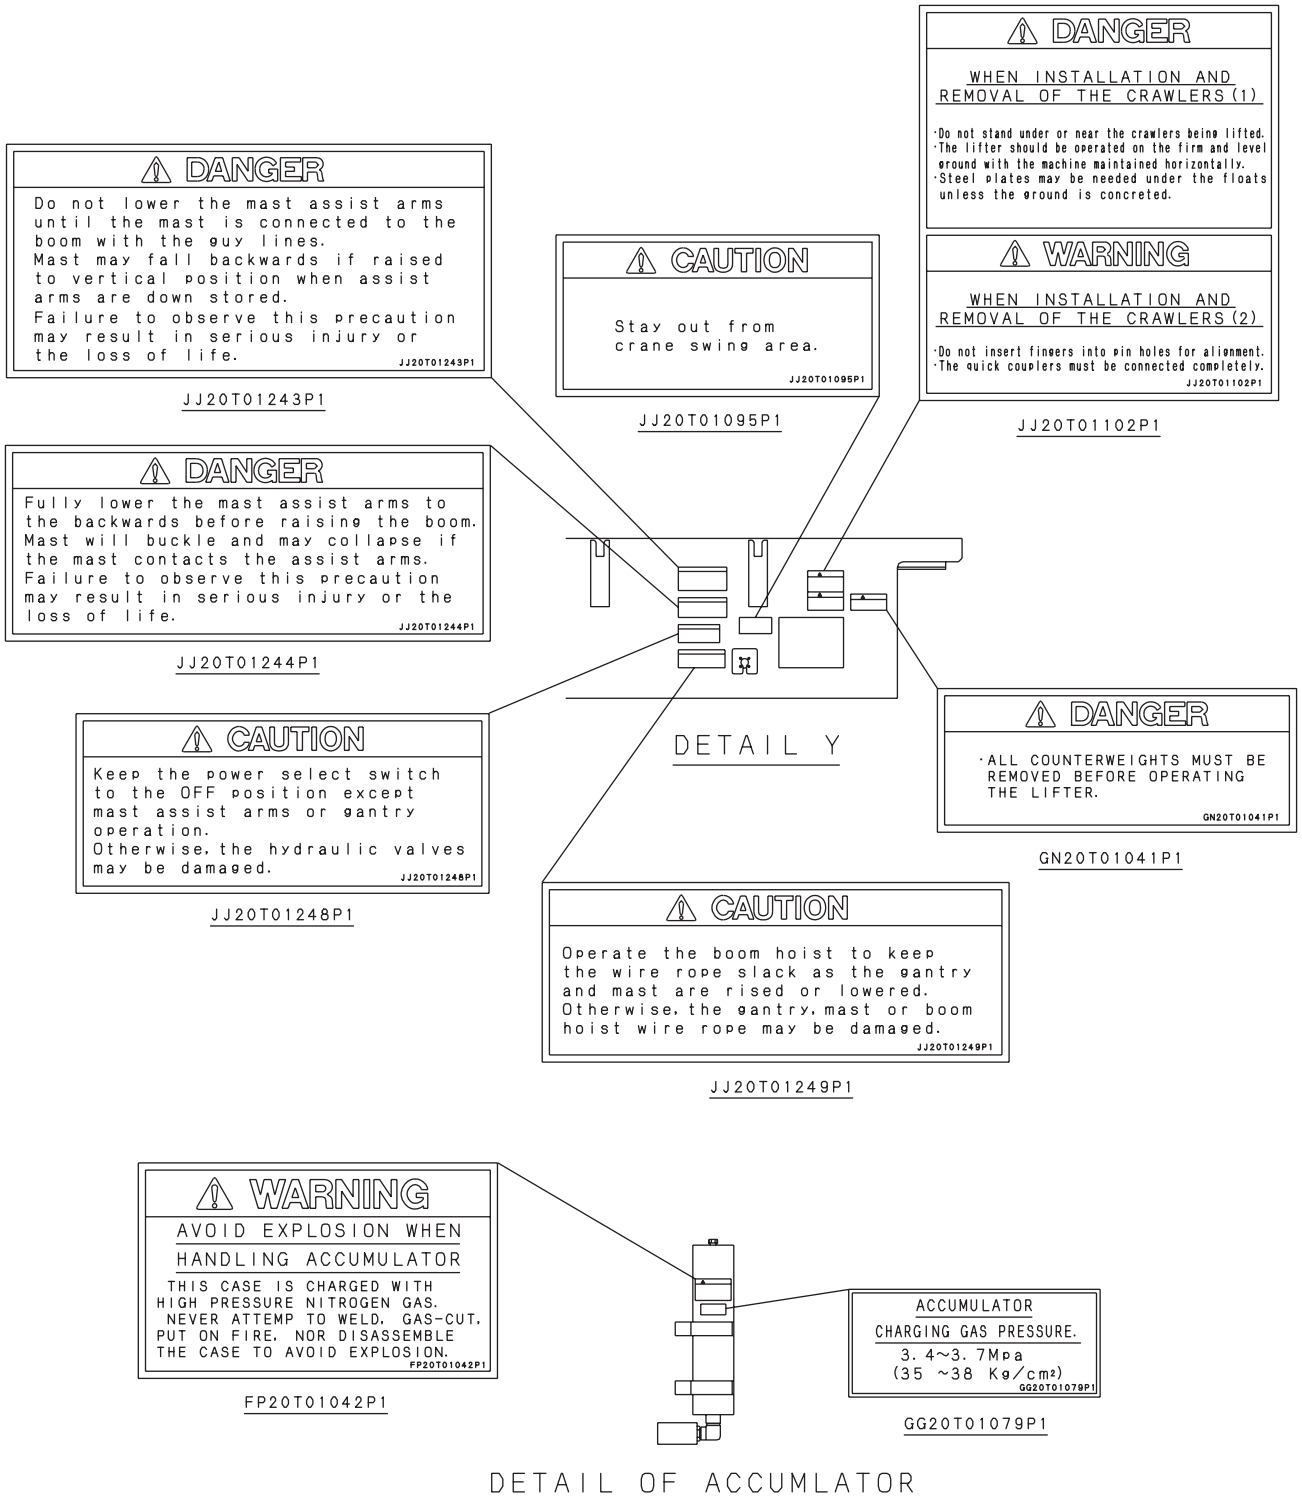 DANGER
WHEN INSTALLATION AND
REMOVAL OF THE CRAWLERS(1)
·Do not stand under or near the crawlers being lifted.
·The lifter should be operated on the firm and level
ground with the machine maintained horizontally.
·Steel plates may be needed under the floats
unless the ground is concreted.
WARNING
WHEN INSTALLATION AND
REMOVAL OF THE CRAWLERS(2)
·Do not insert fingers into pin holes for alignment.
·The quick couplers must be connected completely.
JJ20T01102P1
JJ20T01102P1
DANGER
Do not lower the mast assist arms
until the mast is connected to the
boom with the guy lines.
Mast may fall backwards if raised
to vertical position when assist
arms are down stored.
Failure to observe this precaution
may result in serious injury or
the loss of life.
JJ20T01243P1
JJ20T01243P1
CAUTION
Stay out from
crane swing area.
JJ20T01095P1
JJ20T01095P1
DANGER
Fully lower the mast assist arms to
the backwards before raising the boom.
Mast will buckle and may collapse if
the mast contacts the assist arms.
Failure to observe this precaution
may result in serious injury or the
loss of life.
JJ20T01244P1
JJ20T01244P1
CAUTION
Keep the power select switch
to the OFF position except
mast assist arms or gantry
operation.
Otherwise, the hydraulic valves
may be damaged.
JJ20T01248P1
JJ20T01248P1
DETAIL Y
DANGER
·ALL COUNTERWEIGHTS MUST BE
REMOVED BEFORE OPERATING
THE LIFTER.
GN20T01041P1
GN20T01041P1
CAUTION
Operate the boom hoist to keep
the wire rope slack as the gantry
and mast are rised or lowered.
Otherwise, the gantry, mast or boom
hoist wire rope may be damaged.
JJ20T01249P1
JJ20T01249P1
WARNING
AVOID EXPLOSION WHEN
HANDLING ACCUMULATOR
THIS CASE IS CHARGED WITH
HIGH PRESSURE NITROGEN GAS.
NEVER ATTEMP TO WELD, GAS-CUT,
PUT ON FIRE, NOR DISASSEMBLE
THE CASE TO AVOID EXPLOSION.
FP20T01042P1
FP20T01042P1
ACCUMULATOR
CHARGING GAS PRESSURE.
3.4~3.7Mpa
(35 ~38 Kg/cm²)
GG20T01079P1
GG20T01079P1
DETAIL OF ACCUMLATOR